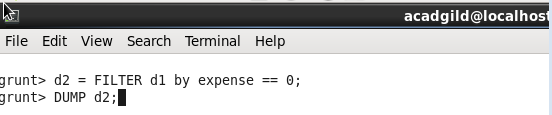 acadgild@localhost
File Edit View Search Terminal Help
grunt> d2 = FILTER d1 by expense == 0;
grunt> DUMP d2;